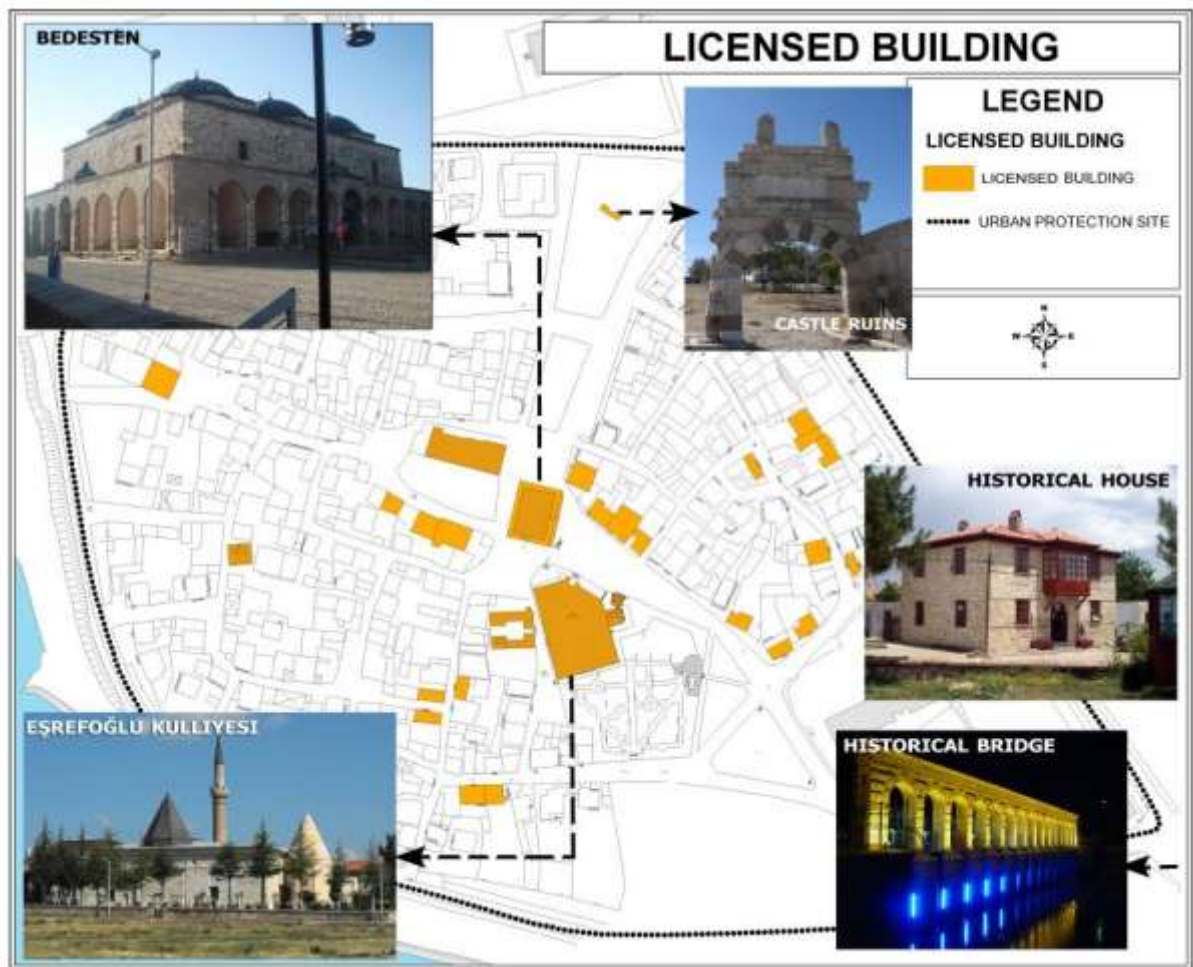 BEDESTEN
LICENSED BUILDING
LEGEND
LICENSED BUILDING
LICENSED BUILDING
URBAN PROTECTION SITE
CASTLE RUINS
N
W E
S
HISTORICAL HOUSE
EŞREFOĞLU KULLIYESI
HISTORICAL BRIDGE